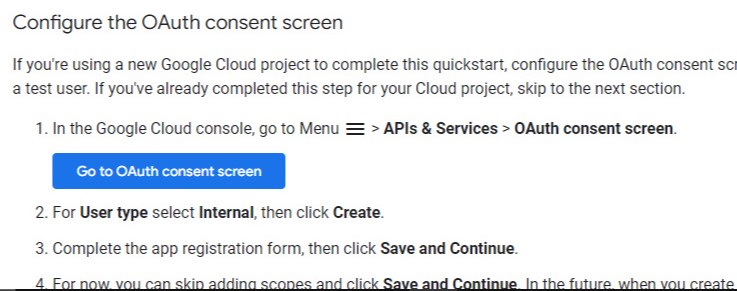 Configure the OAuth consent screen
If you're using a new Google Cloud project to complete this quickstart, configure the OAuth consent scr
a test user. If you've already completed this step for your Cloud project, skip to the next section.
1. In the Google Cloud console, go to Menu ☰ > APIs & Services > OAuth consent screen.
Go to OAuth consent screen
2. For User type select Internal, then click Create.
3. Complete the app registration form, then click Save and Continue.
4. For now, you can skip adding scopes and click Save and Continue. In the future, when you create